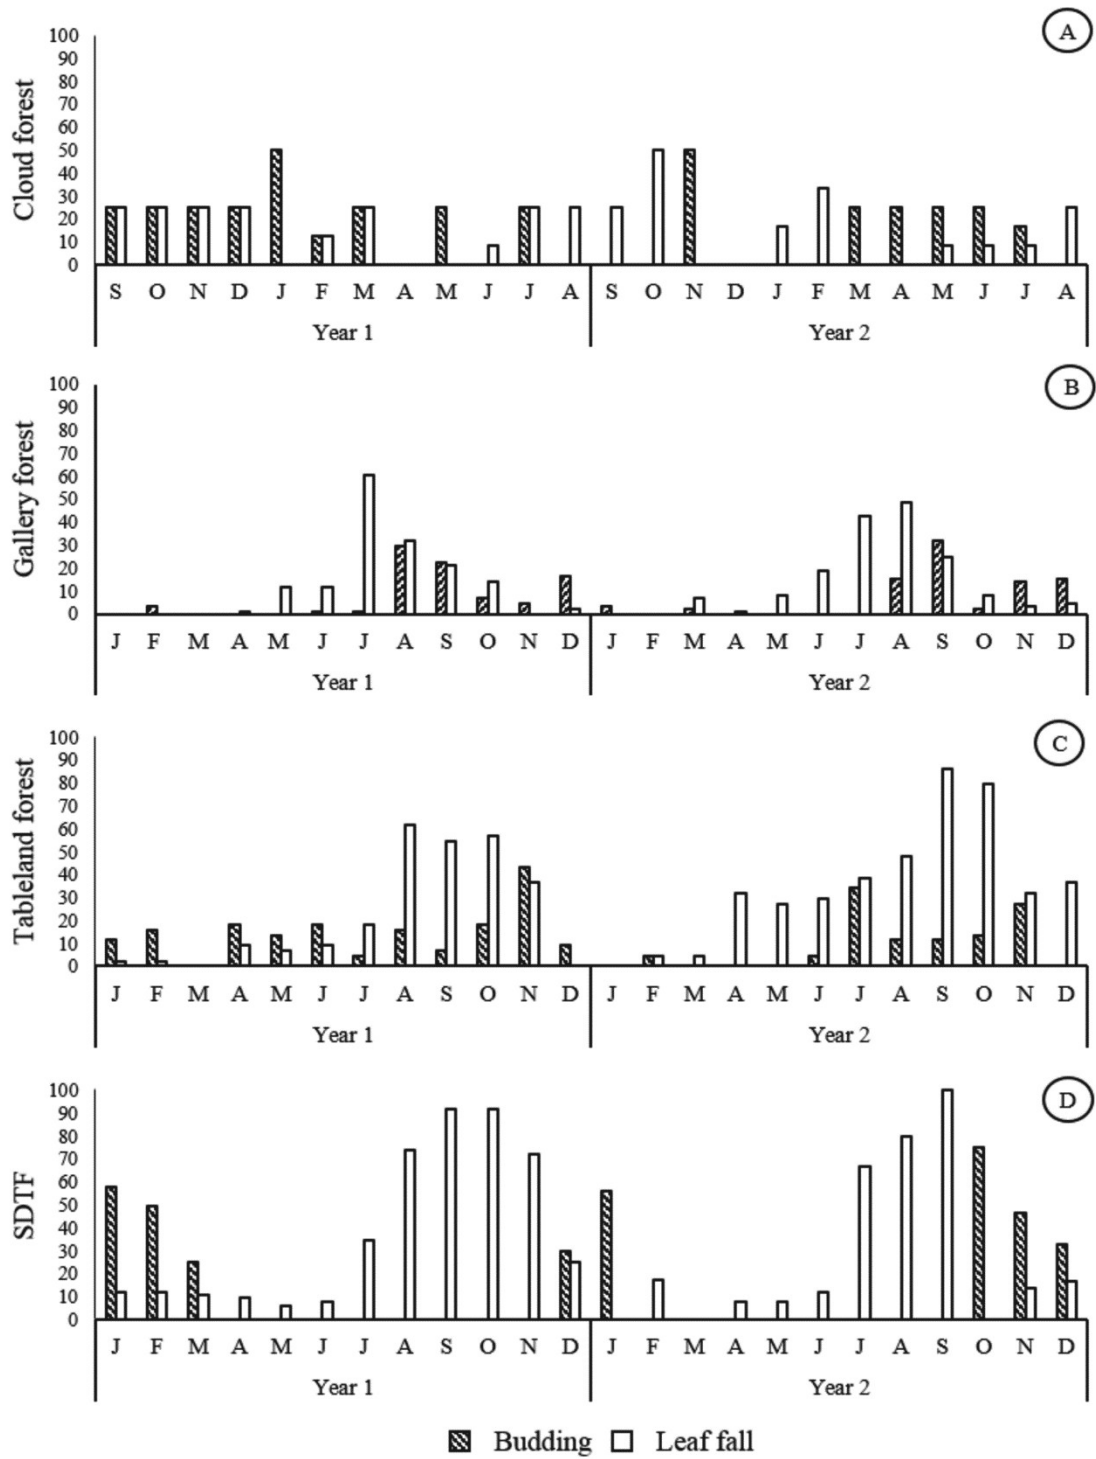 A
Cloud forest
100
90
80
70
60
50
40
30
20
10
0
S O N D J F M A M J J A S O N D J F M A M J J A
Year 1 Year 2
B
Gallery forest
100
90
80
70
60
50
40
30
20
10
0
J F M A M J J A S O N D J F M A M J J A S O N D
Year 1 Year 2
C
Tableland forest
100
90
80
70
60
50
40
30
20
10
0
J F M A M J J A S O N D J F M A M J J A S O N D
Year 1 Year 2
D
SDTF
100
90
80
70
60
50
40
30
20
10
0
J F M A M J J A S O N D J F M A M J J A S O N D
Year 1 Year 2
Budding Leaf fall